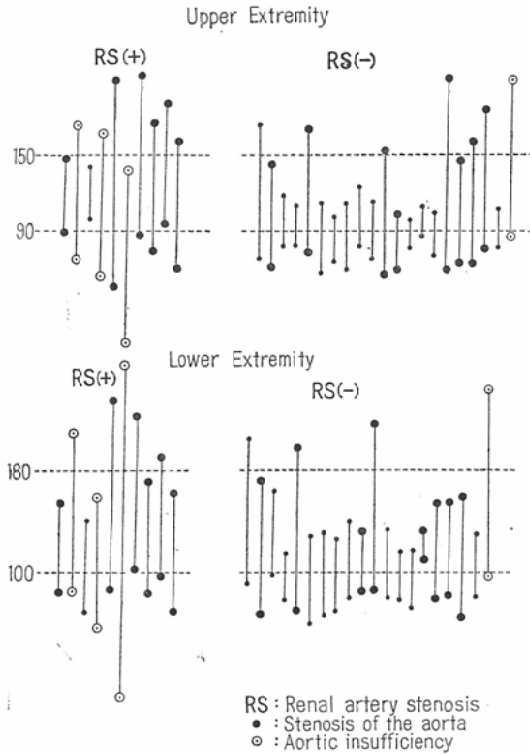 Upper Extremity
RS(+) RS(-)
150
90
Lower Extremity
RS(+) RS(-)
180
100
RS : Renal artery stenosis
● : Stenosis of the aorta
⊙ : Aortic insufficiency